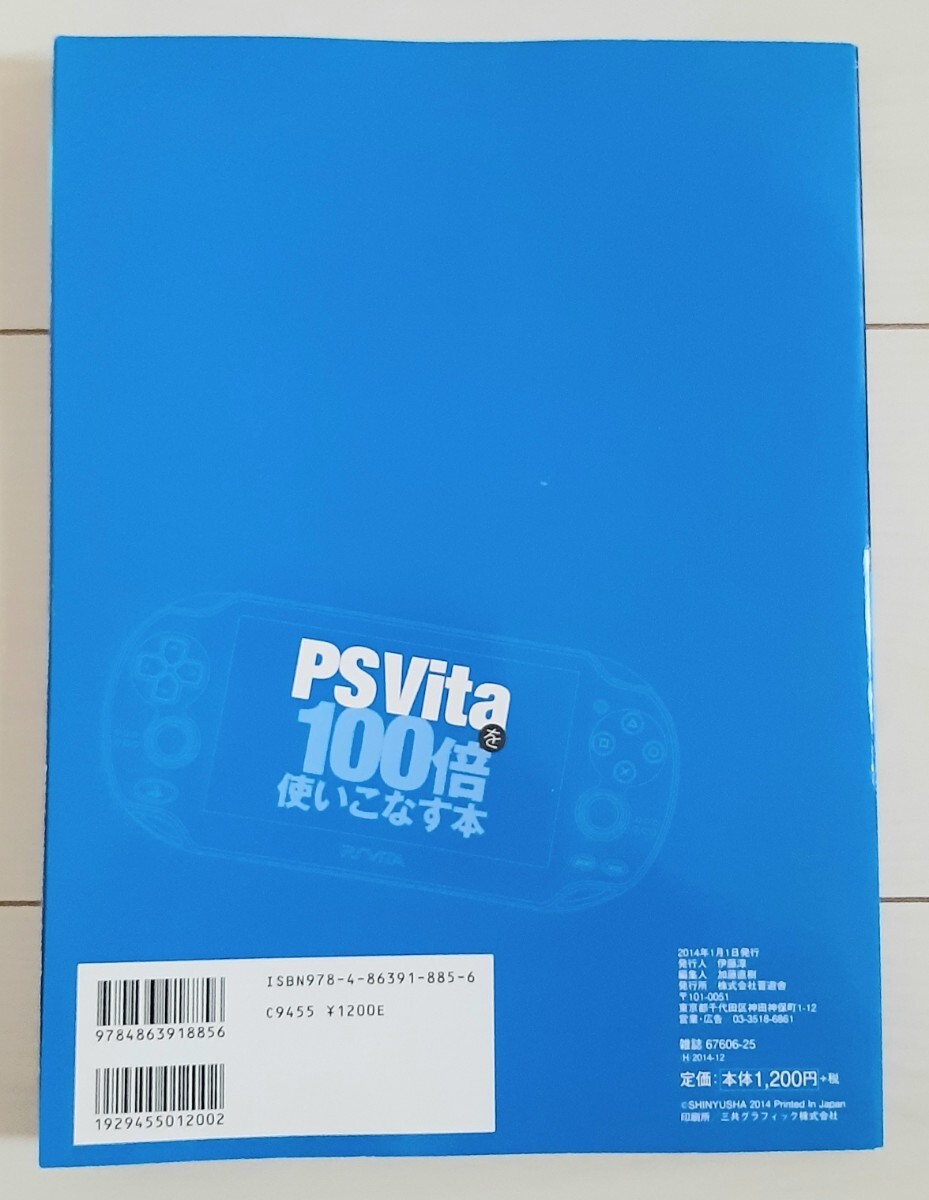 PS Vita
を
100倍
使いこなす本
PSVITA
ISBN978-4-86391-885-6
C9455 ¥1200E
9784863918856
1929455012002
2014年1月1日発行
発行人 伊藤淳
編集人 加藤直樹
発行所 株式会社晋遊舎
〒101-0051
東京都千代田区神田神保町1-12
営業・広告 03-3518-6861
雑誌 67606-25
H 2014-12
定価:本体1,200円+税
©SHINYUSHA 2014 Printed In Japan
印刷所 三共グラフィック株式会社